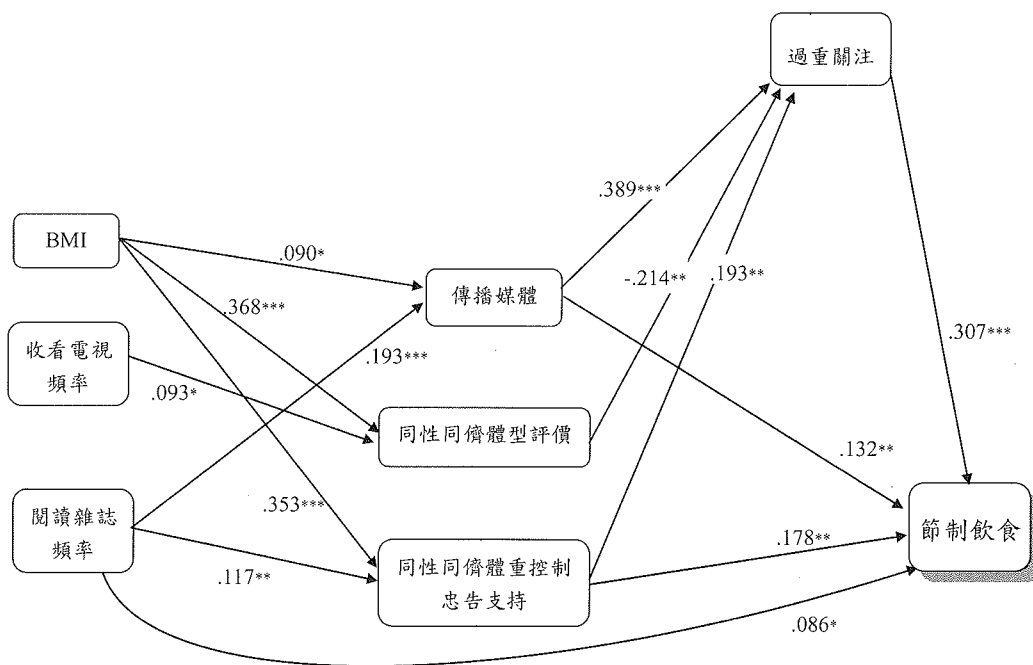 過重關注
.389***
BMI
.090*
-.214**
.193**
傳播媒體
.368***
.307***
收看電視
頻率
.193***
.093*
同性同儕體型評價
.132**
.353***
閱讀雜誌
頻率
節制飲食
.178**
同性同儕體重控制
忠告支持
.117**
.086*